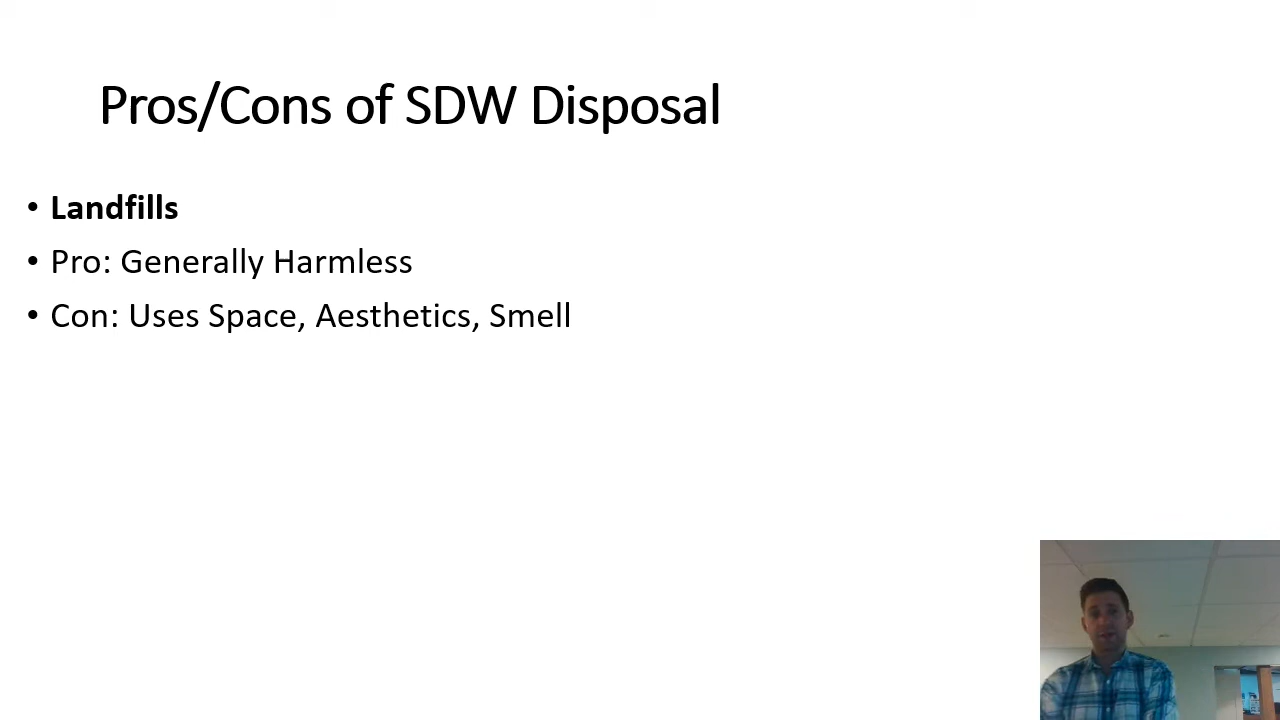 Pros/Cons of SDW Disposal
• Landfills
• Pro: Generally Harmless
• Con: Uses Space, Aesthetics, Smell